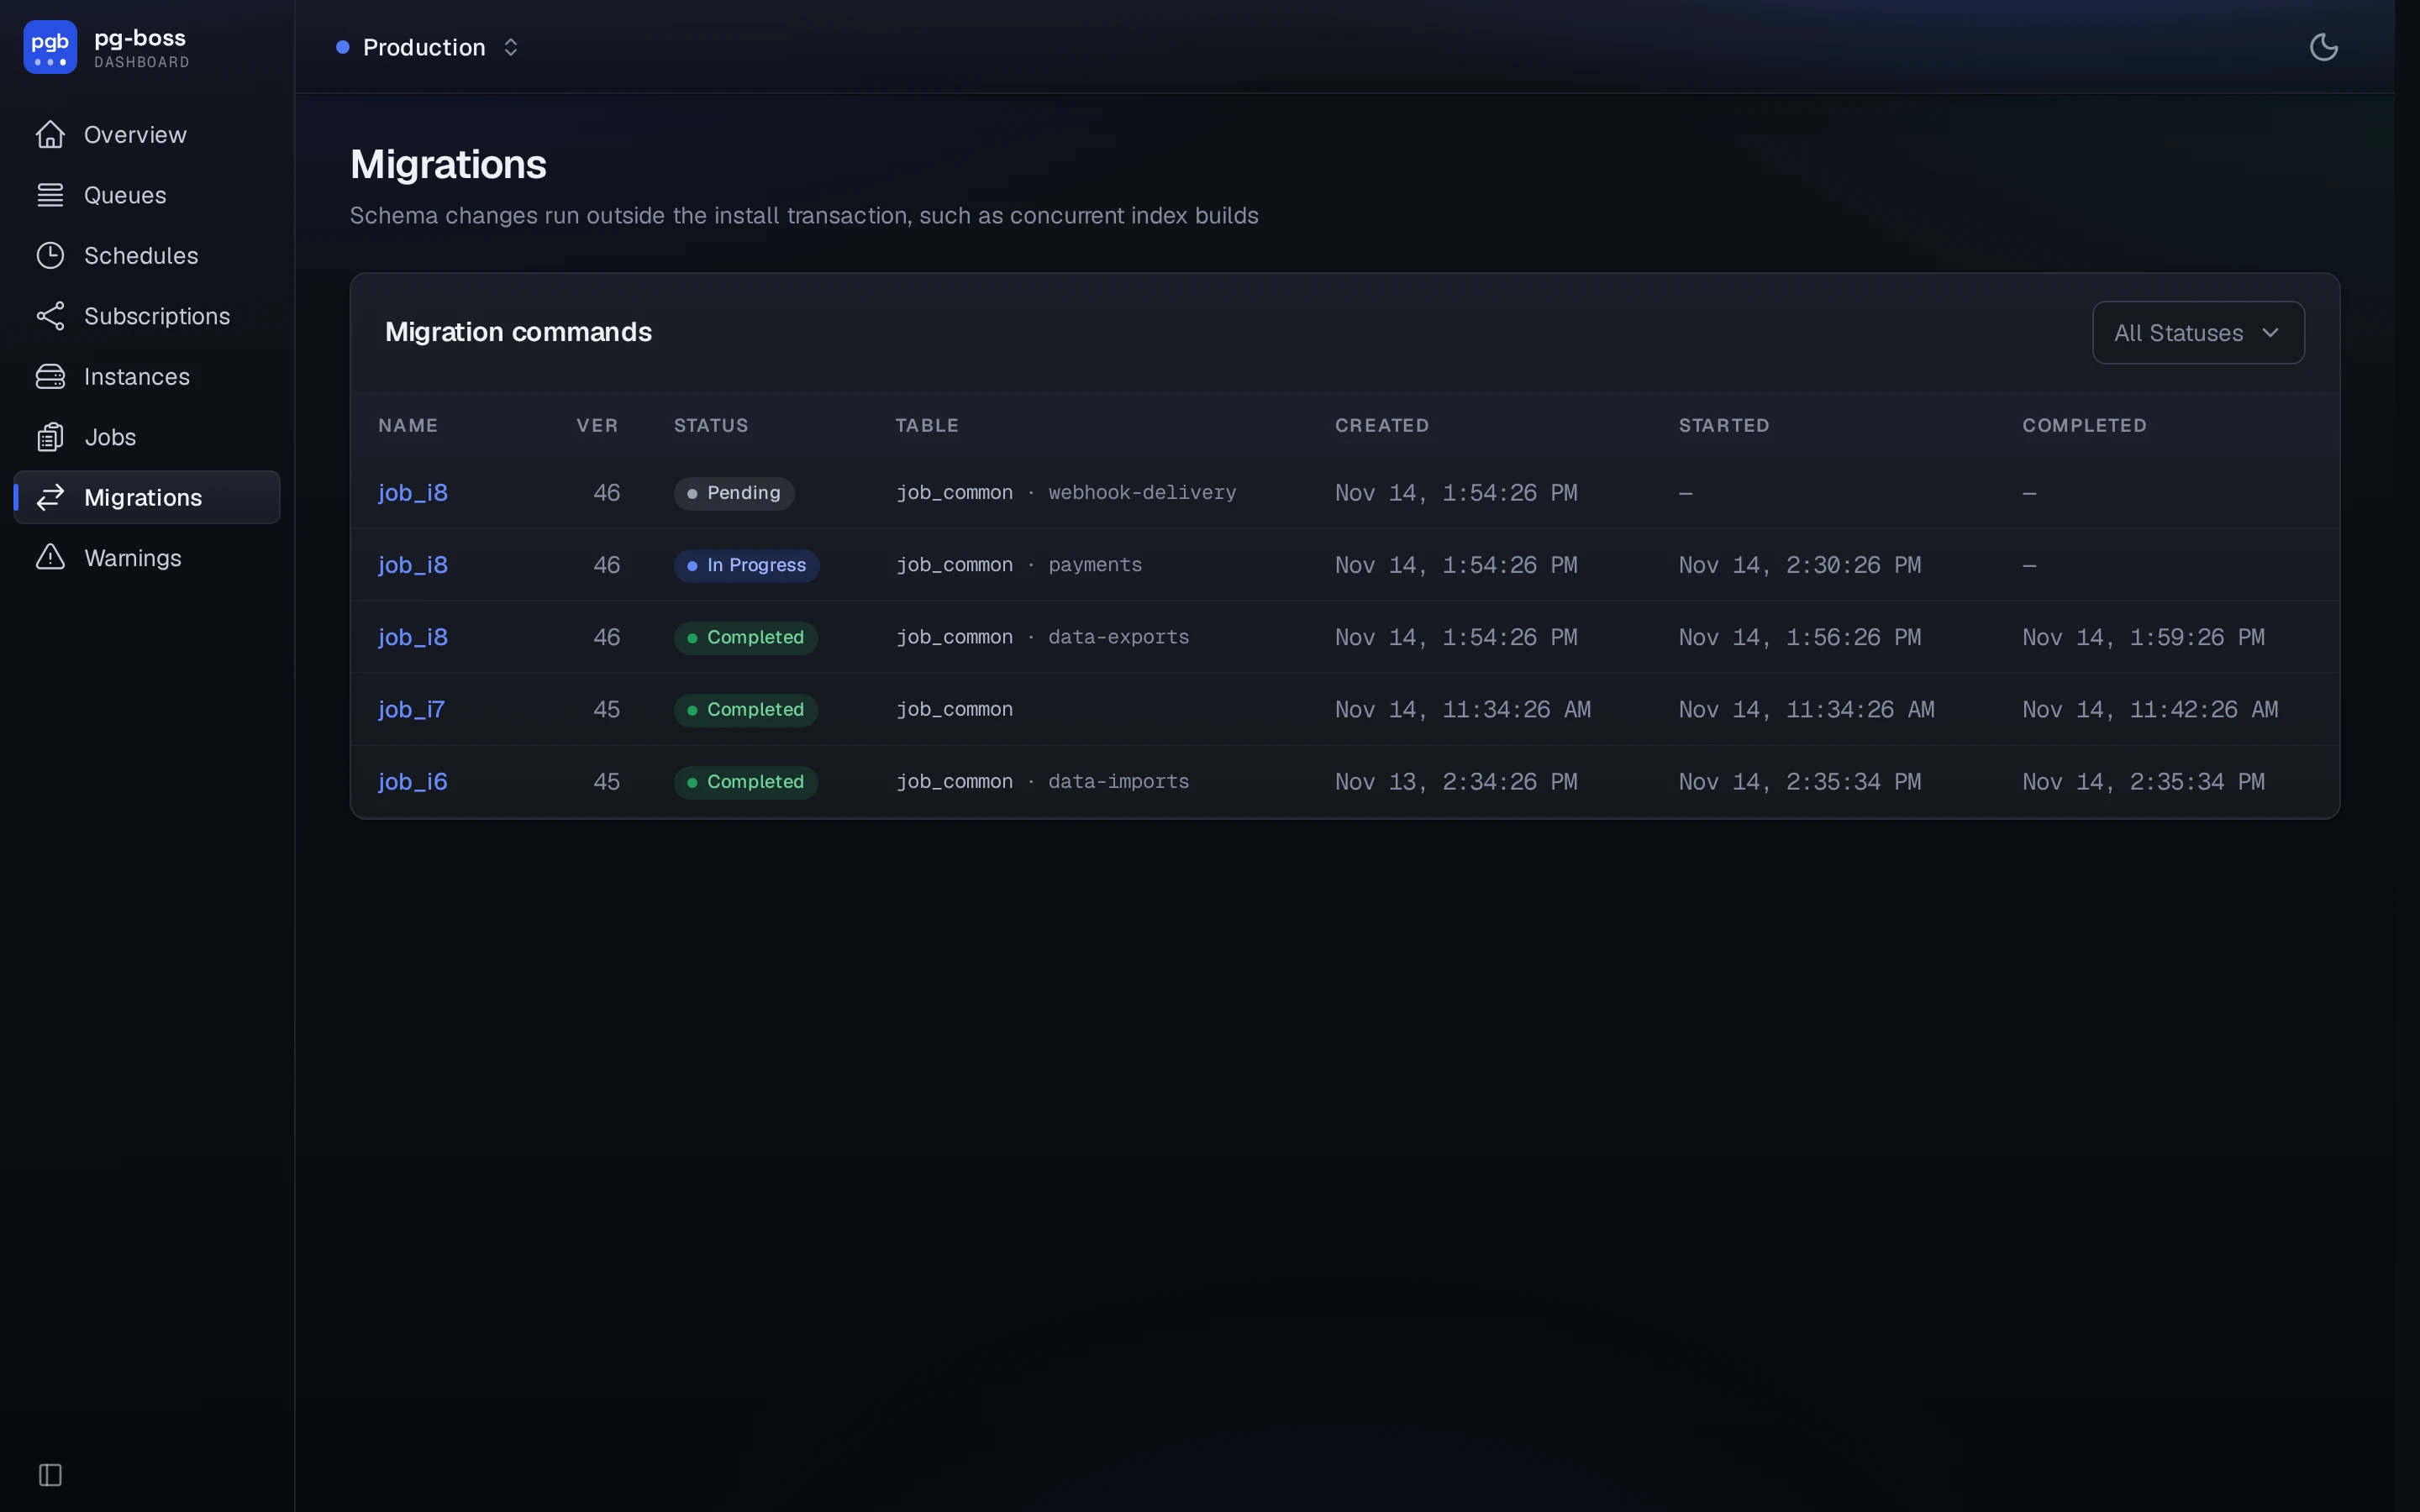 pgb
pg-boss
DASHBOARD
Production
Overview
Queues
Schedules
Subscriptions
Instances
Jobs
Migrations
Warnings
Migrations
Schema changes run outside the install transaction, such as concurrent index builds
Migration commands
All Statuses
NAME VER STATUS TABLE CREATED STARTED COMPLETED
job_i8 46 Pending job_common · webhook-delivery Nov 14, 1:54:26 PM — —
job_i8 46 In Progress job_common · payments Nov 14, 1:54:26 PM Nov 14, 2:30:26 PM —
job_i8 46 Completed job_common · data-exports Nov 14, 1:54:26 PM Nov 14, 1:56:26 PM Nov 14, 1:59:26 PM
job_i7 45 Completed job_common Nov 14, 11:34:26 AM Nov 14, 11:34:26 AM Nov 14, 11:42:26 AM
job_i6 45 Completed job_common · data-imports Nov 13, 2:34:26 PM Nov 14, 2:35:34 PM Nov 14, 2:35:34 PM